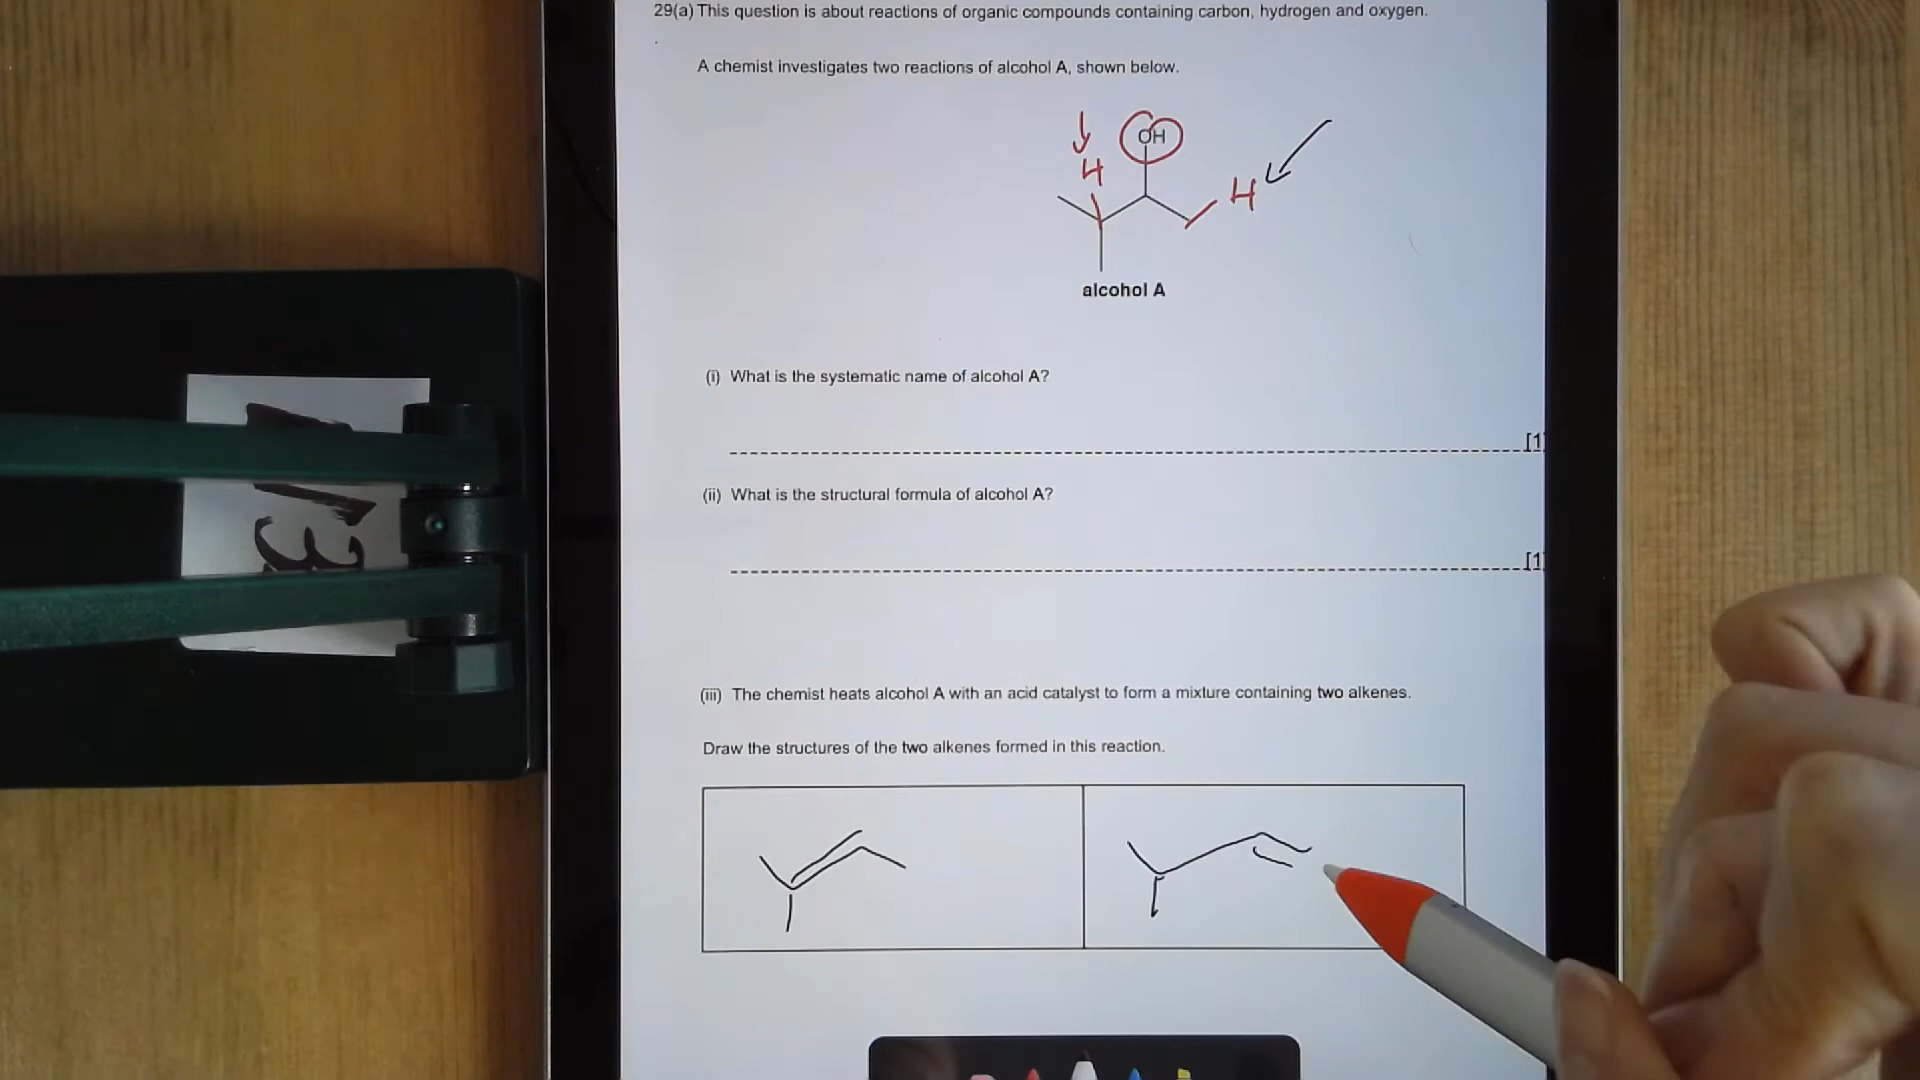 29(a) This question is about reactions of organic compounds containing carbon, hydrogen and oxygen.
A chemist investigates two reactions of alcohol A, shown below.
OH
H
H
alcohol A
(i) What is the systematic name of alcohol A?
[1]
(ii) What is the structural formula of alcohol A?
[1]
(iii) The chemist heats alcohol A with an acid catalyst to form a mixture containing two alkenes.
Draw the structures of the two alkenes formed in this reaction.